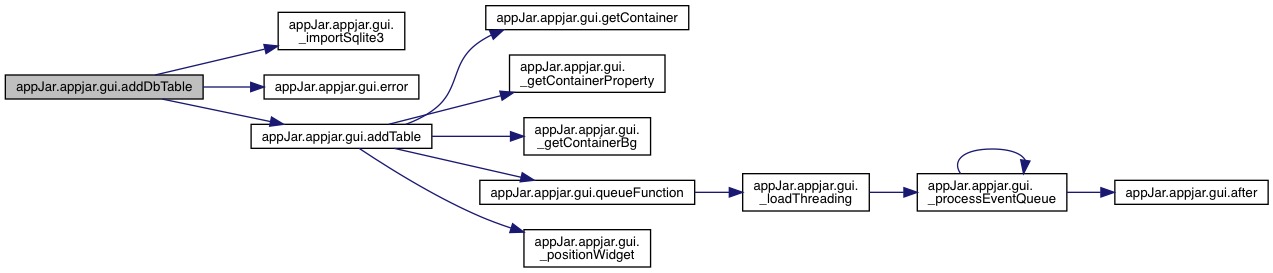 appJar.appjar.gui.addDbTable
appJar.appjar.gui.
_importSqlite3
appJar.appjar.gui.error
appJar.appjar.gui.addTable
appJar.appjar.gui.getContainer
appJar.appjar.gui.
_getContainerProperty
appJar.appjar.gui.
_getContainerBg
appJar.appjar.gui.queueFunction
appJar.appjar.gui.
_positionWidget
appJar.appjar.gui.
_loadThreading
appJar.appjar.gui.
_processEventQueue
appJar.appjar.gui.after